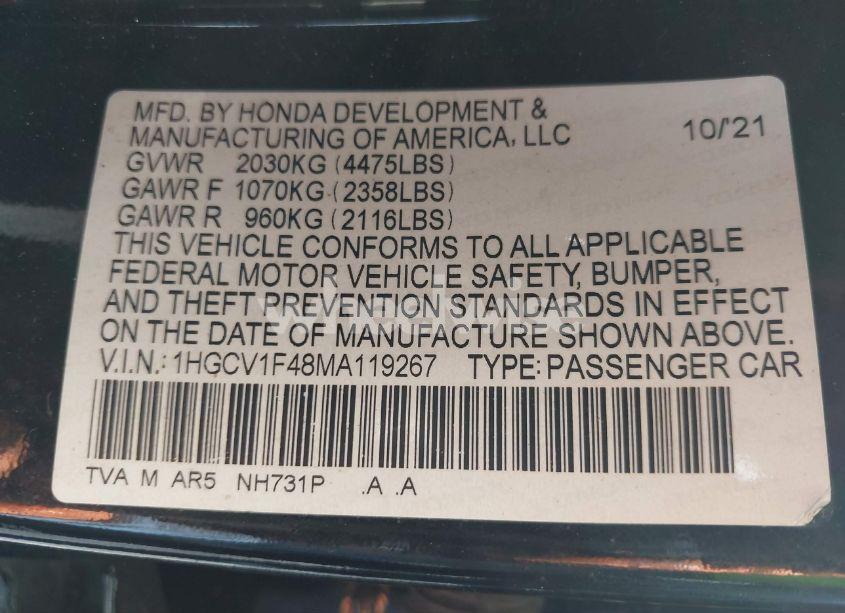 MFD. BY HONDA DEVELOPMENT &
MANUFACTURING OF AMERICA, LLC 10/'21
GVWR 2030KG (4475LBS)
GAWR F 1070KG (2358LBS)
GAWR R 960KG (2116LBS)
THIS VEHICLE CONFORMS TO ALL APPLICABLE
FEDERAL MOTOR VEHICLE SAFETY, BUMPER,
AND THEFT PREVENTION STANDARDS IN EFFECT
ON THE DATE OF MANUFACTURE SHOWN ABOVE.
V.I.N.: 1HGCV1F48MA119267 TYPE: PASSENGER CAR
TVA M AR5 NH731P .A .A